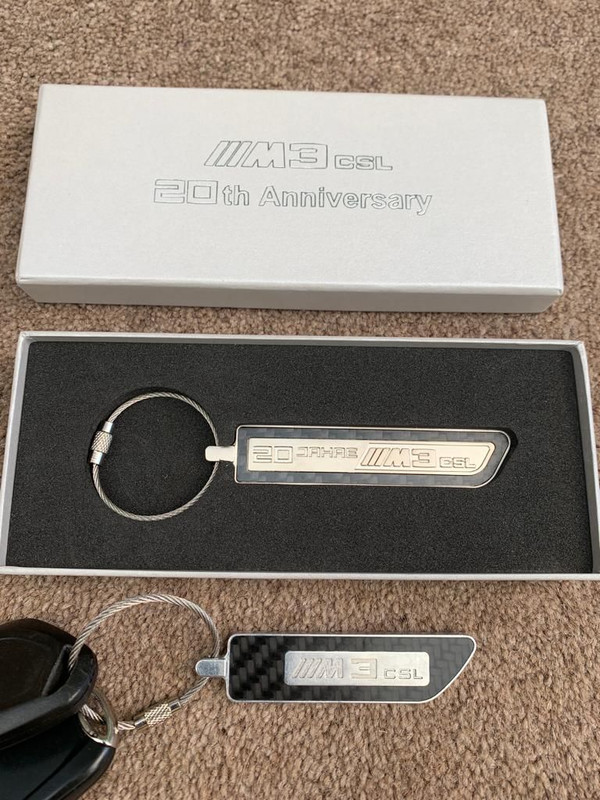 ///M3 CSL
20th Anniversary
20 JAHRE ///M3 CSL
///M3 CSL